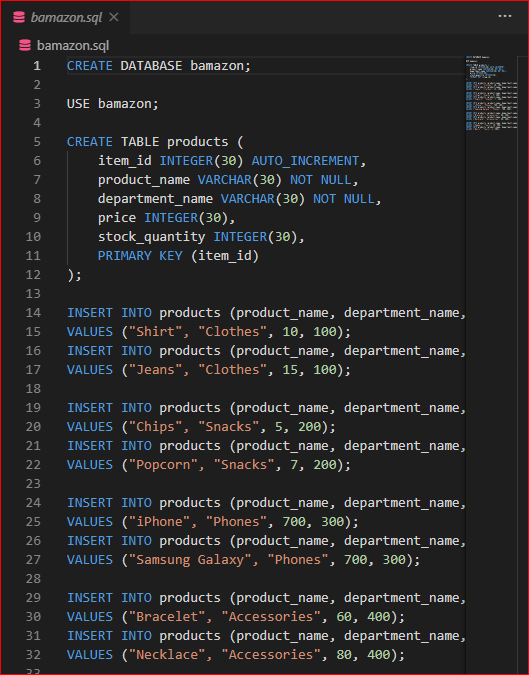 bamazon.sql
bamazon.sql
1 CREATE DATABASE bamazon;
2
3 USE bamazon;
4
5 CREATE TABLE products (
6 item_id INTEGER(30) AUTO_INCREMENT,
7 product_name VARCHAR(30) NOT NULL,
8 department_name VARCHAR(30) NOT NULL,
9 price INTEGER(30),
10 stock_quantity INTEGER(30),
11 PRIMARY KEY (item_id)
12 );
13
14 INSERT INTO products (product_name, department_name,
15 VALUES ("Shirt", "Clothes", 10, 100);
16 INSERT INTO products (product_name, department_name,
17 VALUES ("Jeans", "Clothes", 15, 100);
18
19 INSERT INTO products (product_name, department_name,
20 VALUES ("Chips", "Snacks", 5, 200);
21 INSERT INTO products (product_name, department_name,
22 VALUES ("Popcorn", "Snacks", 7, 200);
23
24 INSERT INTO products (product_name, department_name,
25 VALUES ("iPhone", "Phones", 700, 300);
26 INSERT INTO products (product_name, department_name,
27 VALUES ("Samsung Galaxy", "Phones", 700, 300);
28
29 INSERT INTO products (product_name, department_name,
30 VALUES ("Bracelet", "Accessories", 60, 400);
31 INSERT INTO products (product_name, department_name,
32 VALUES ("Necklace", "Accessories", 80, 400);
33